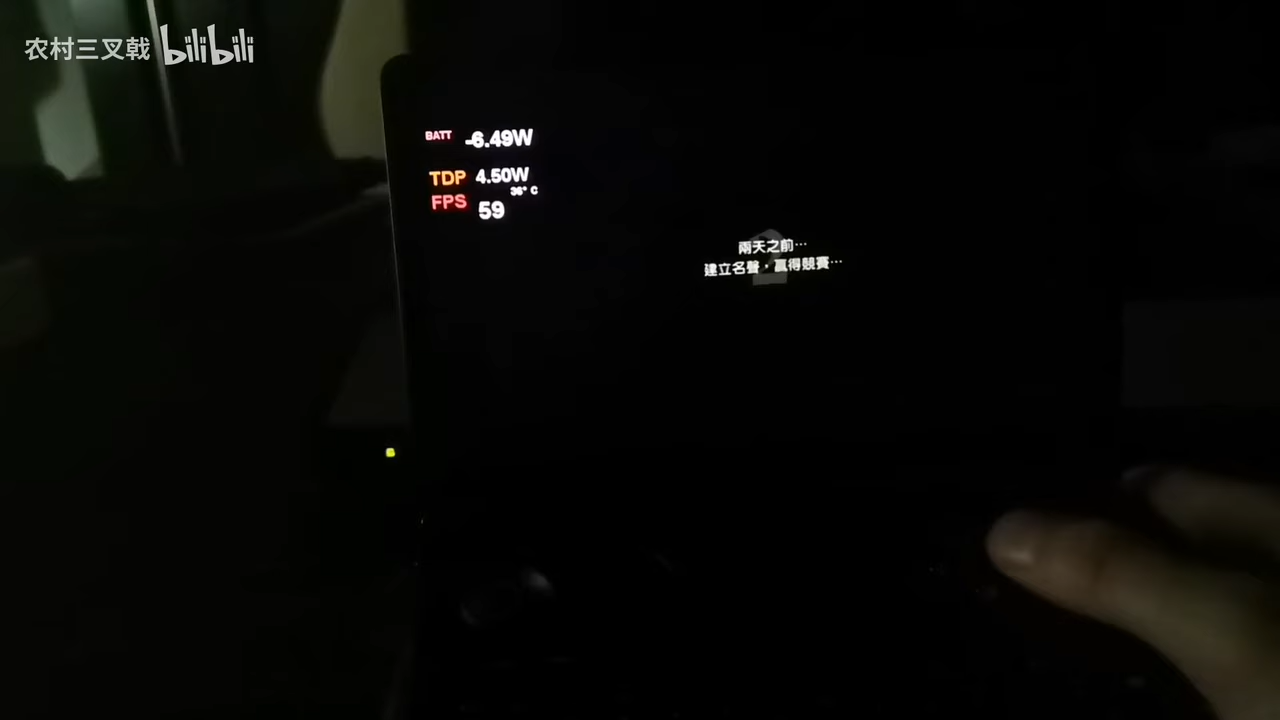 农村三叉戟 bilibili
BATT -6.49W
TDP 4.50W
36° C
FPS 59
兩天之前…
建立名聲，贏得競賽…